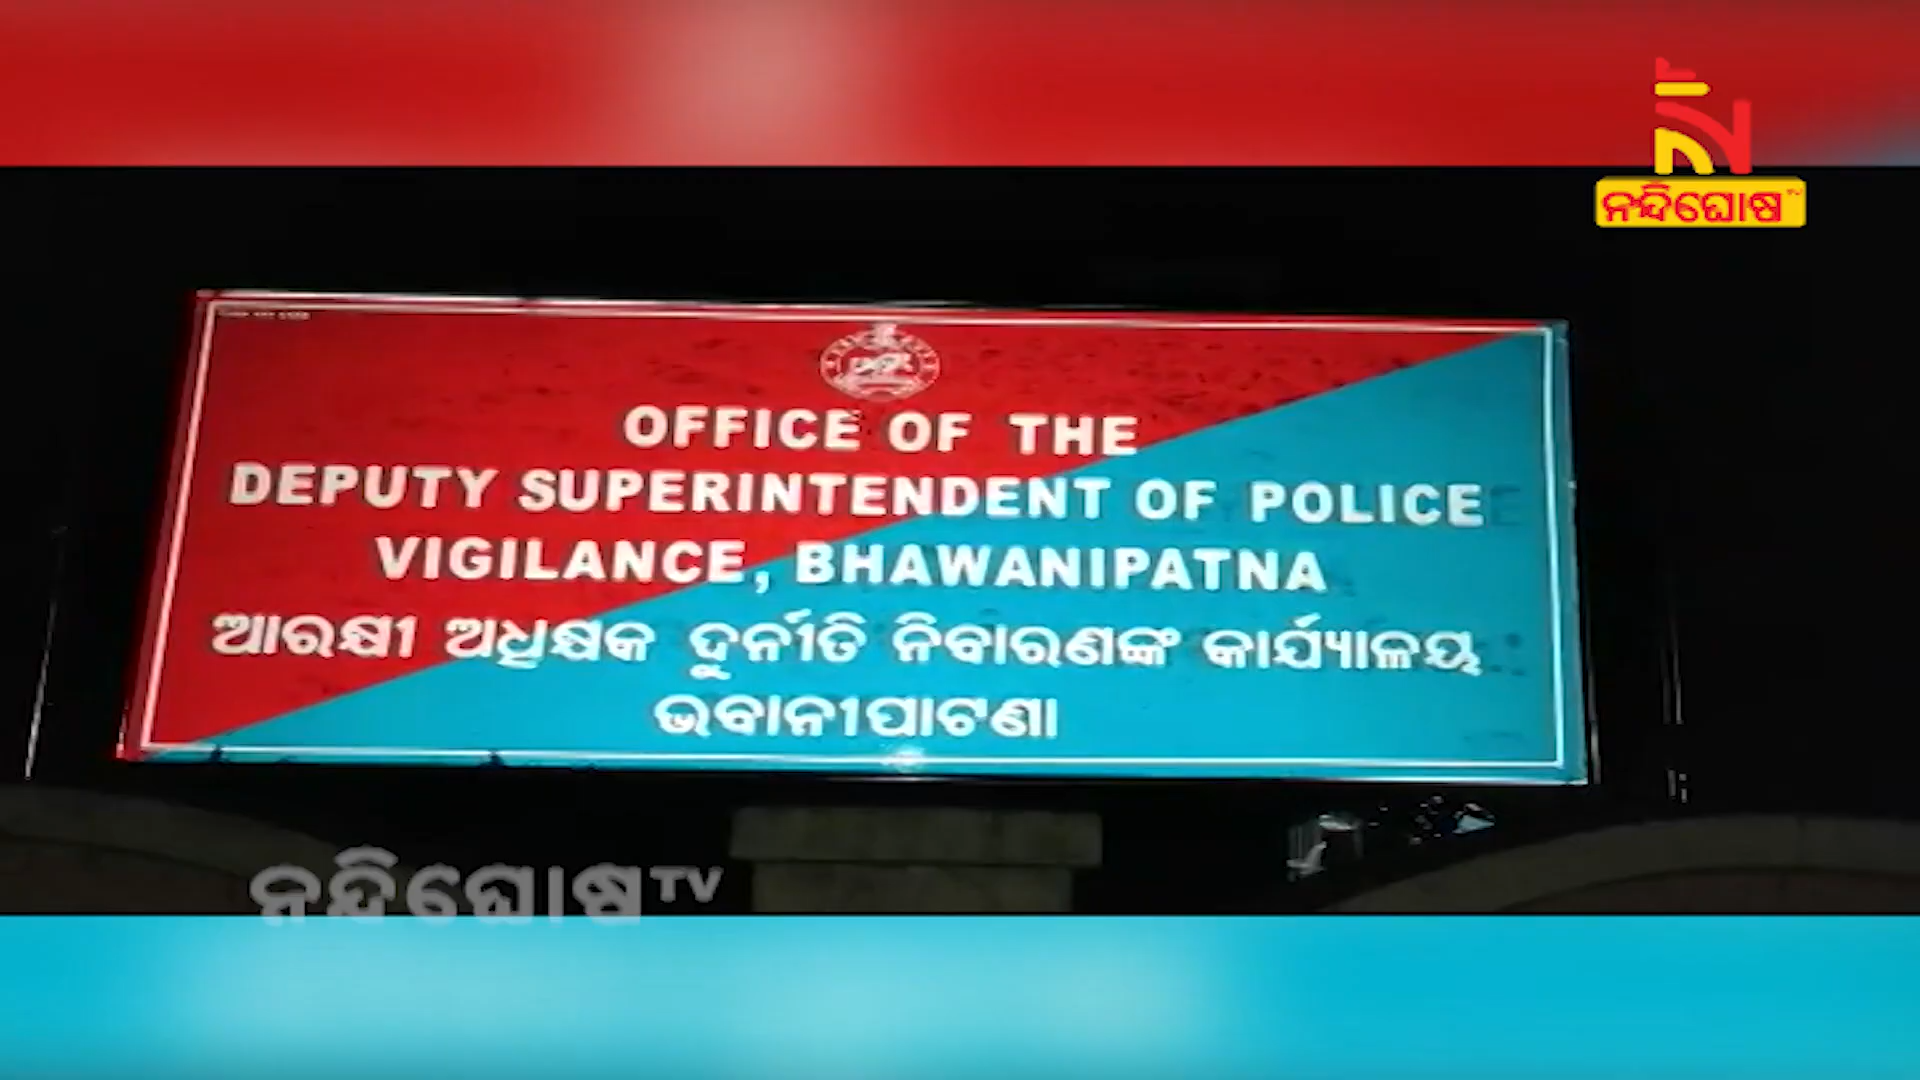 ନନ୍ଦିଘୋଷ TV
OFFICE OF THE
DEPUTY SUPERINTENDENT OF POLICE
VIGILANCE, BHAWANIPATNA
ଆରକ୍ଷୀ ଅଧିକ୍ଷକ ଦୁର୍ନୀତି ନିବାରଣଙ୍କ କାର୍ଯ୍ୟାଳୟ
ଭବାନୀପାଟଣା
ନନ୍ଦିଘୋଷ TV